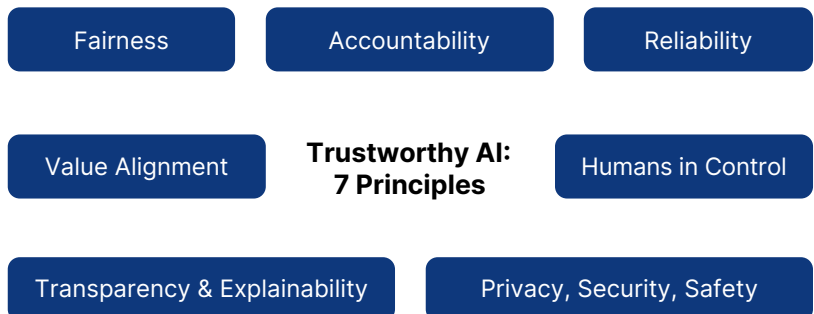 Fairness
Accountability
Reliability
Value Alignment
Trustworthy AI:
7 Principles
Humans in Control
Transparency & Explainability
Privacy, Security, Safety